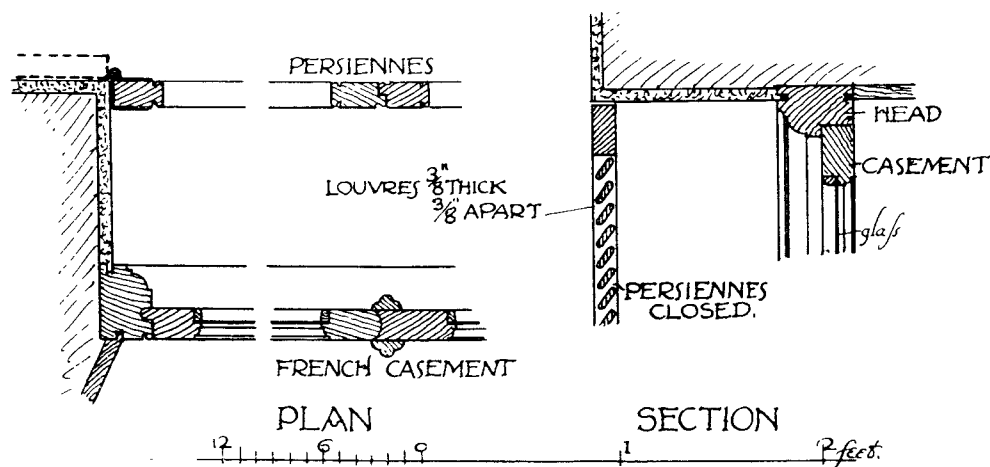 PERSIENNES
LOUVRES 3/8" THICK
3/8" APART
FRENCH CASEMENT
PLAN
HEAD
CASEMENT
glaſs
PERSIENNES
CLOSED.
SECTION
12 6 0 1 2 feet.